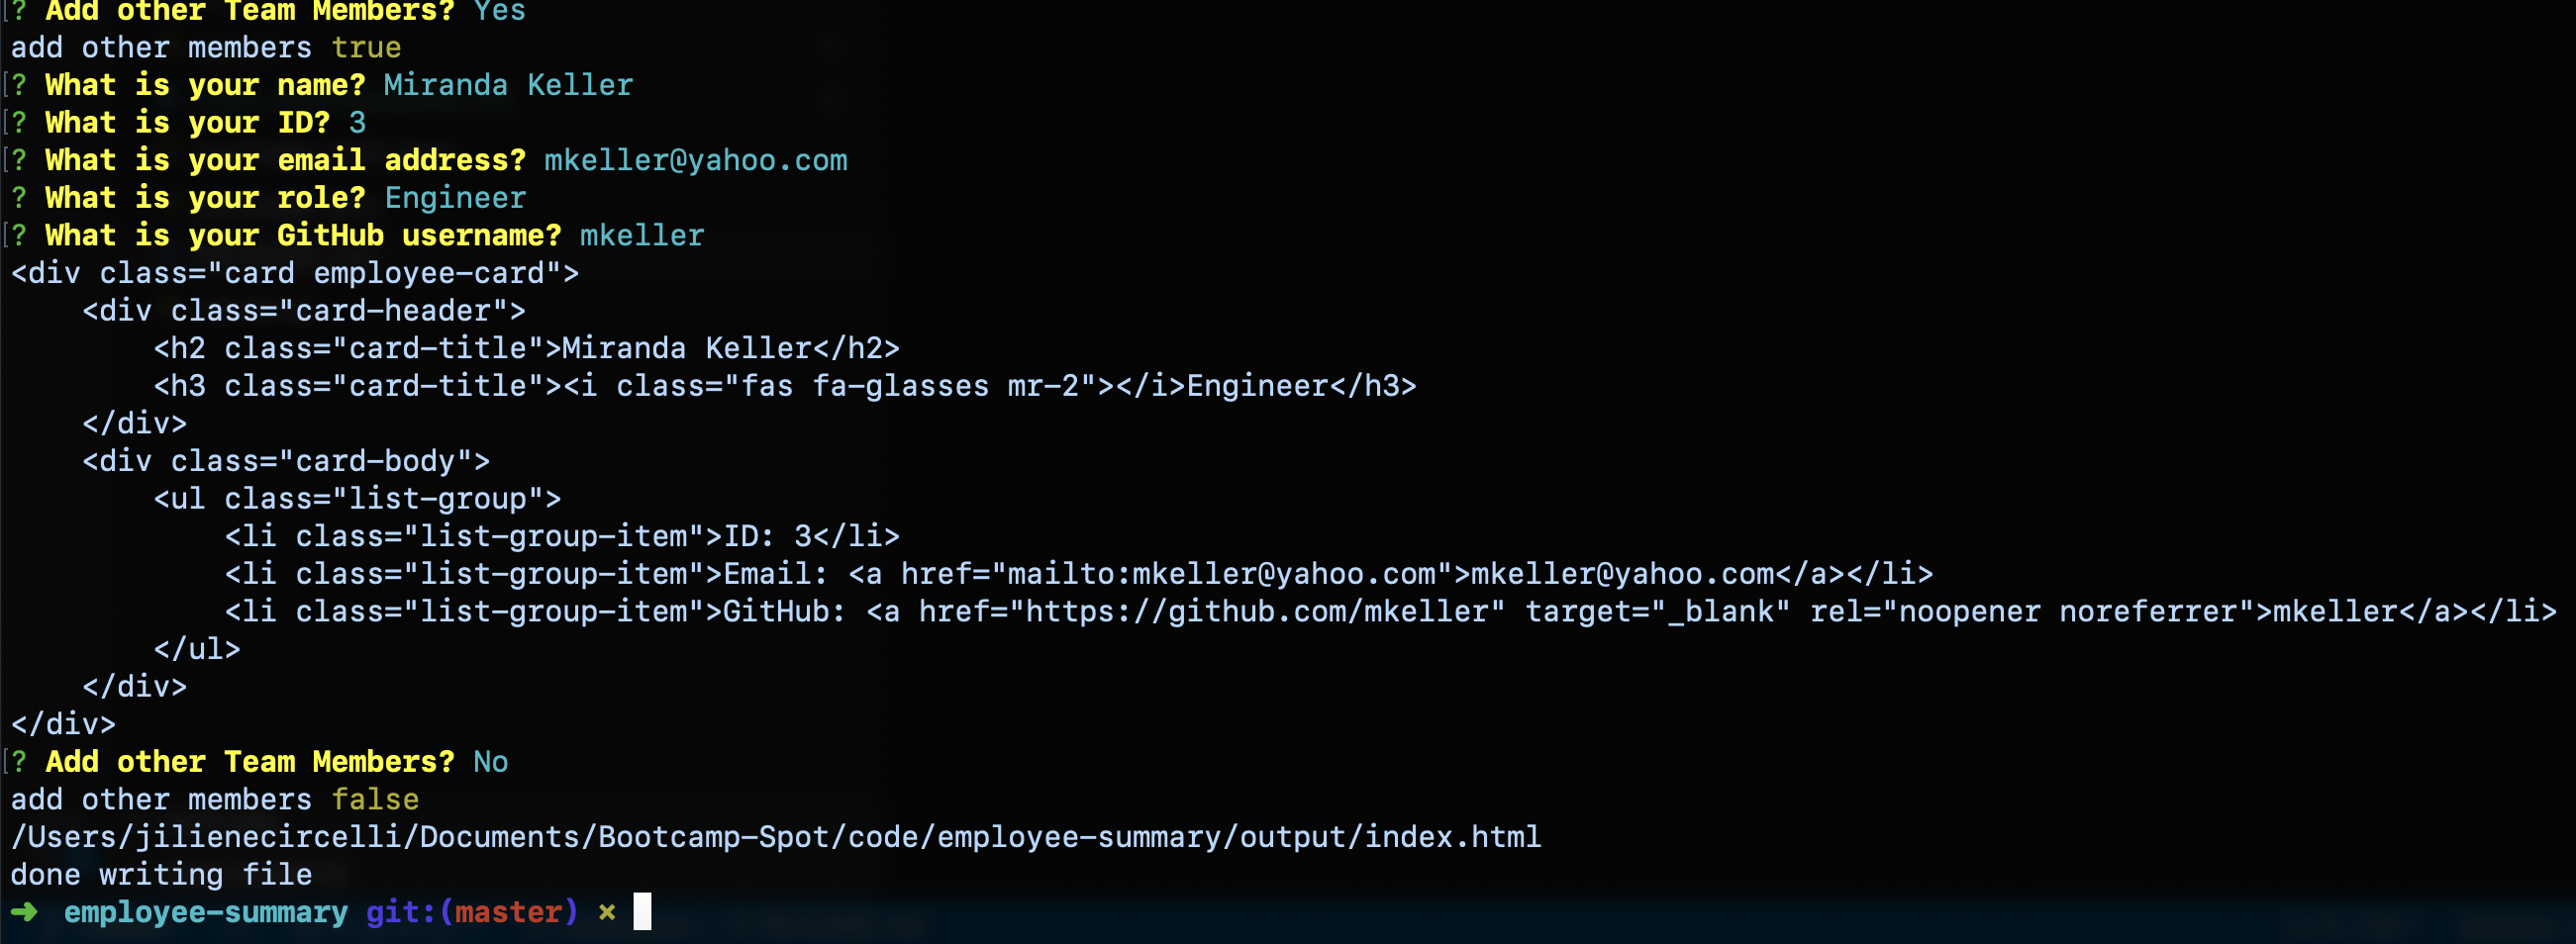 [? Add other Team Members? Yes
add other members true
[? What is your name? Miranda Keller
[? What is your ID? 3
[? What is your email address? mkeller@yahoo.com
? What is your role? Engineer
[? What is your GitHub username? mkeller
<div class="card employee-card">
    <div class="card-header">
        <h2 class="card-title">Miranda Keller</h2>
        <h3 class="card-title"><i class="fas fa-glasses mr-2"></i>Engineer</h3>
    </div>
    <div class="card-body">
        <ul class="list-group">
            <li class="list-group-item">ID: 3</li>
            <li class="list-group-item">Email: <a href="mailto:mkeller@yahoo.com">mkeller@yahoo.com</a></li>
            <li class="list-group-item">GitHub: <a href="https://github.com/mkeller" target="_blank" rel="noopener noreferrer">mkeller</a></li>
        </ul>
    </div>
</div>
[? Add other Team Members? No
add other members false
/Users/jilienecircelli/Documents/Bootcamp-Spot/code/employee-summary/output/index.html
done writing file
➜ employee-summary git:(master) ×